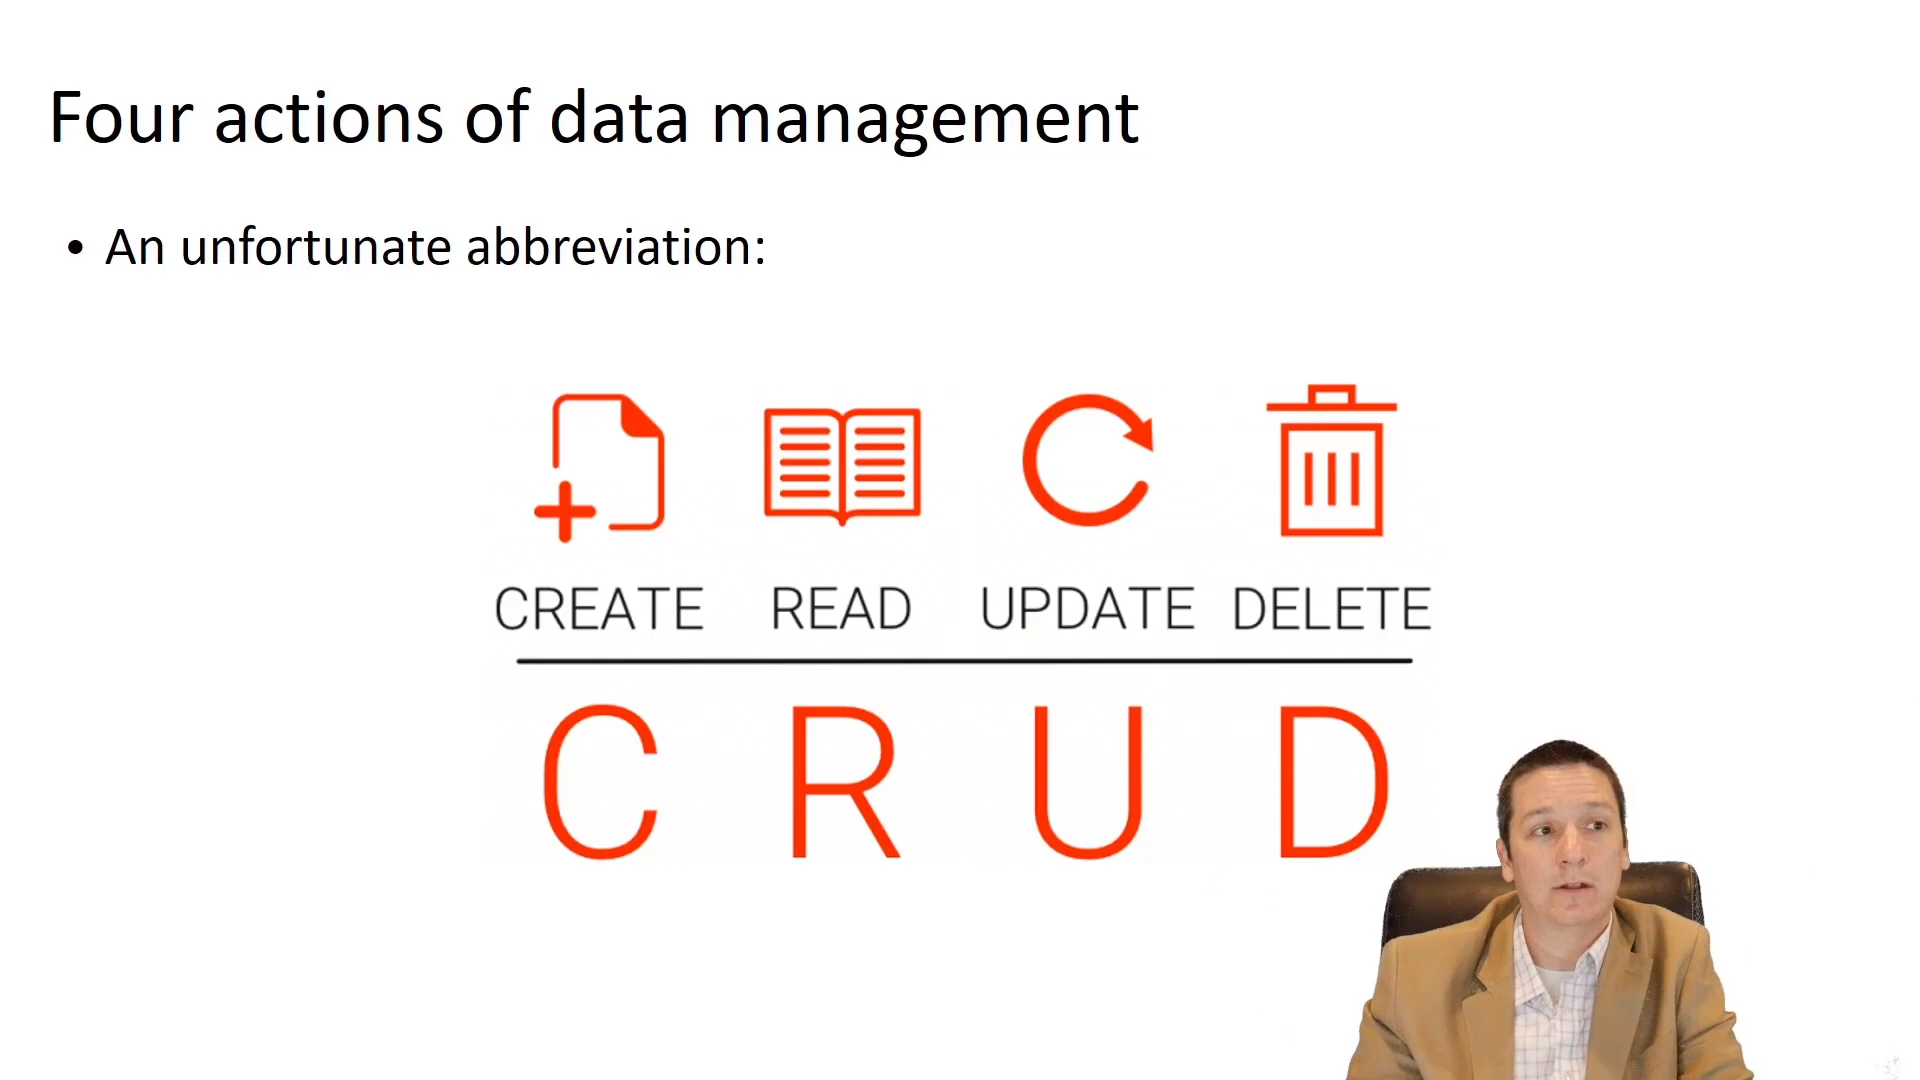 Four actions of data management
• An unfortunate abbreviation:
CREATE READ UPDATE DELETE
C R U D